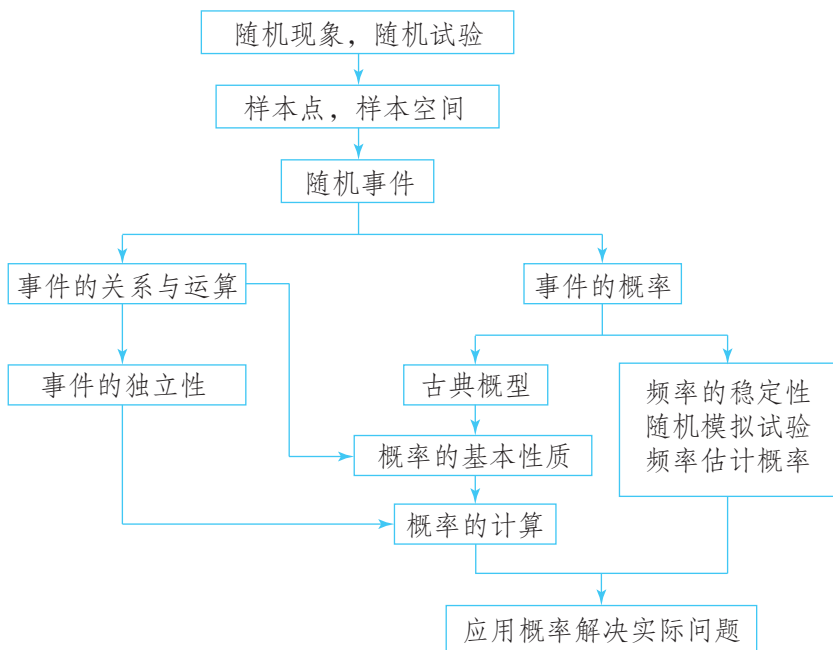 随机现象，随机试验
样本点，样本空间
随机事件
事件的关系与运算
事件的概率
事件的独立性
古典概型
频率的稳定性
随机模拟试验
频率估计概率
概率的基本性质
概率的计算
应用概率解决实际问题